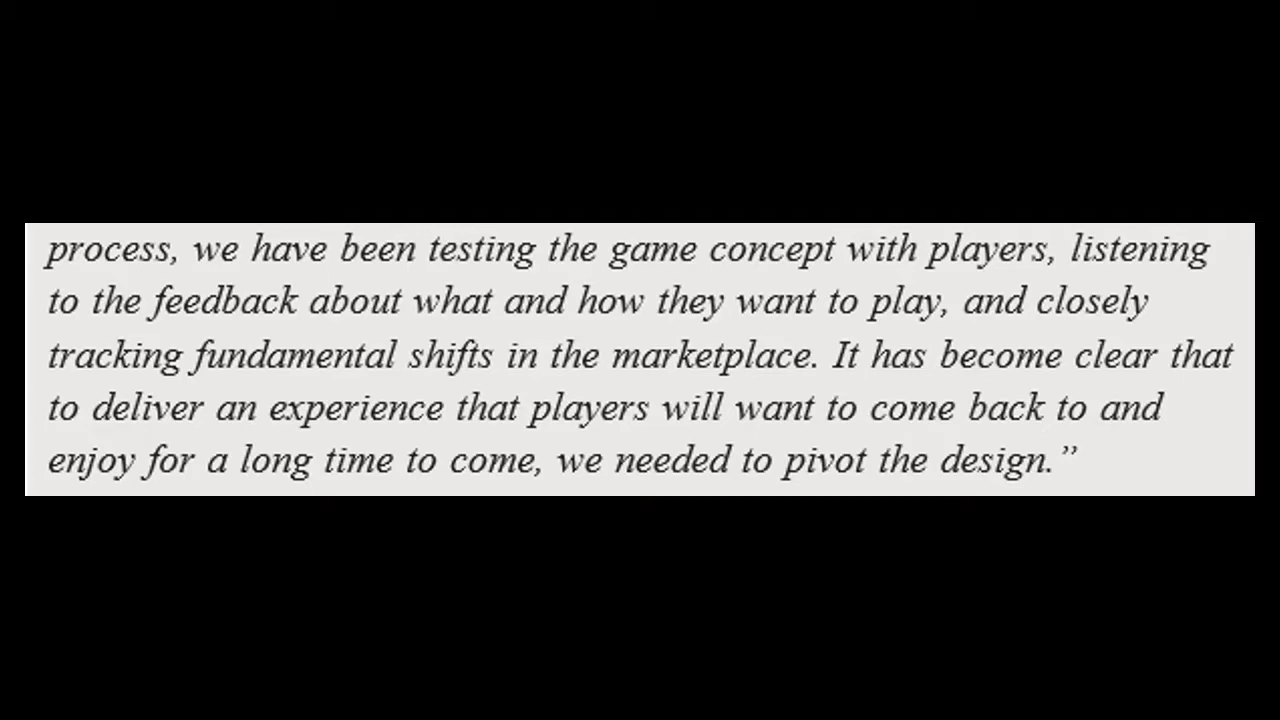 process, we have been testing the game concept with players, listening
to the feedback about what and how they want to play, and closely
tracking fundamental shifts in the marketplace. It has become clear that
to deliver an experience that players will want to come back to and
enjoy for a long time to come, we needed to pivot the design.”